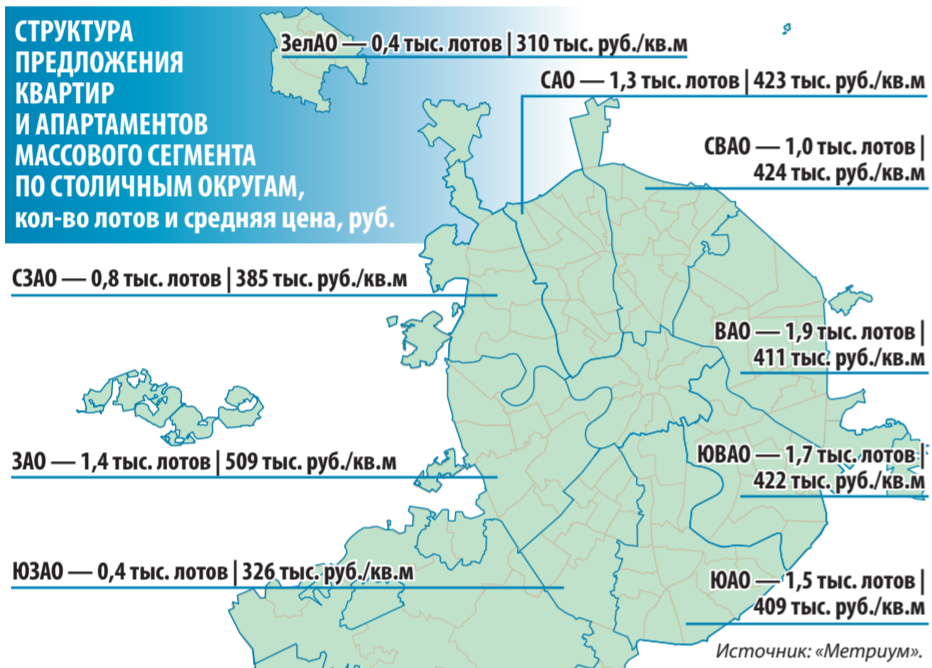 СТРУКТУРА
ПРЕДЛОЖЕНИЯ
КВАРТИР
И АПАРТАМЕНТОВ
МАССОВОГО СЕГМЕНТА
ПО СТОЛИЧНЫМ ОКРУГАМ,
кол-во лотов и средняя цена, руб.
ЗелАО — 0,4 тыс. лотов | 310 тыс. руб./кв.м
САО — 1,3 тыс. лотов | 423 тыс. руб./кв.м
СВАО — 1,0 тыс. лотов |
424 тыс. руб./кв.м
СЗАО — 0,8 тыс. лотов | 385 тыс. руб./кв.м
ВАО — 1,9 тыс. лотов |
411 тыс. руб./кв.м
ЗАО — 1,4 тыс. лотов | 509 тыс. руб./кв.м
ЮВАО — 1,7 тыс. лотов |
422 тыс. руб./кв.м
ЮЗАО — 0,4 тыс. лотов | 326 тыс. руб./кв.м
ЮАО — 1,5 тыс. лотов |
409 тыс. руб./кв.м
Источник: «Метриум».